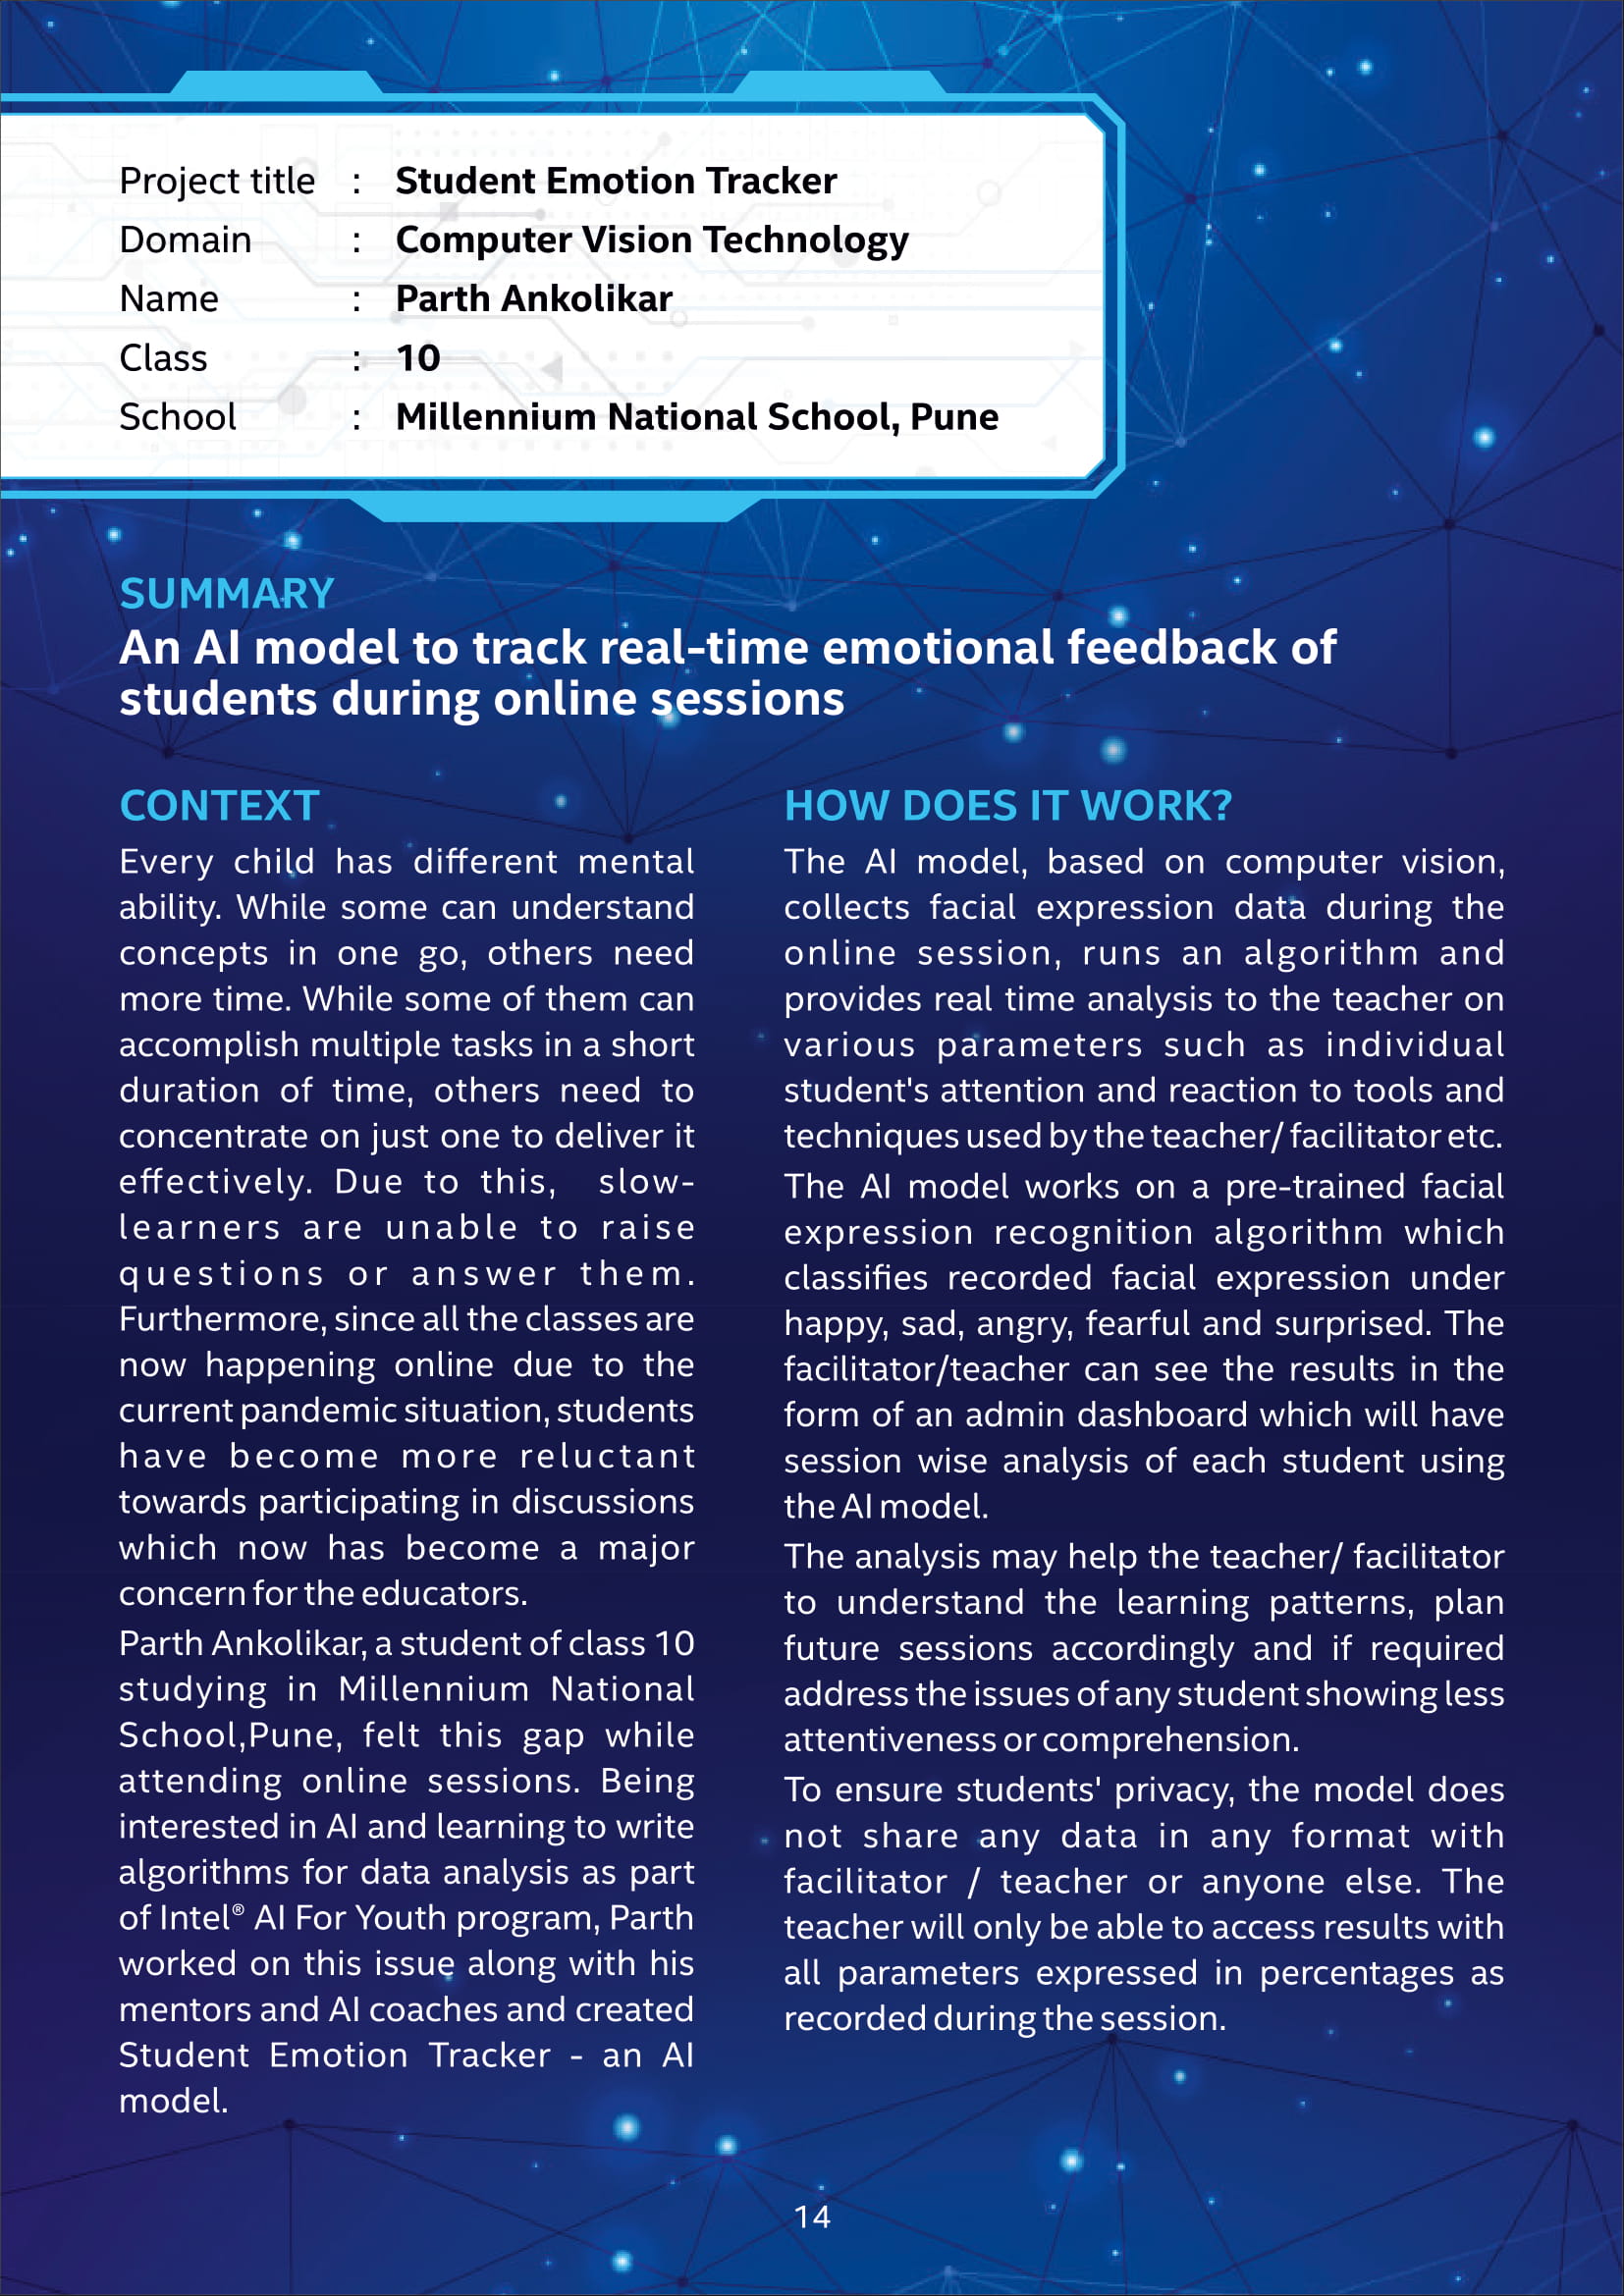 Project title : Student Emotion Tracker
Domain : Computer Vision Technology
Name : Parth Ankolikar
Class : 10
School : Millennium National School, Pune
SUMMARY
An AI model to track real-time emotional feedback of
students during online sessions
CONTEXT
Every child has different mental
ability. While some can understand
concepts in one go, others need
more time. While some of them can
accomplish multiple tasks in a short
duration of time, others need to
concentrate on just one to deliver it
effectively. Due to this, slow-
learners are unable to raise
questions or answer them.
Furthermore, since all the classes are
now happening online due to the
current pandemic situation, students
have become more reluctant
towards participating in discussions
which now has become a major
concern for the educators.
Parth Ankolikar, a student of class 10
studying in Millennium National
School,Pune, felt this gap while
attending online sessions. Being
interested in AI and learning to write
algorithms for data analysis as part
of Intel® AI For Youth program, Parth
worked on this issue along with his
mentors and AI coaches and created
Student Emotion Tracker - an AI
model.
HOW DOES IT WORK?
The AI model, based on computer vision,
collects facial expression data during the
online session, runs an algorithm and
provides real time analysis to the teacher on
various parameters such as individual
student's attention and reaction to tools and
techniques used by the teacher/ facilitator etc.
The AI model works on a pre-trained facial
expression recognition algorithm which
classifies recorded facial expression under
happy, sad, angry, fearful and surprised. The
facilitator/teacher can see the results in the
form of an admin dashboard which will have
session wise analysis of each student using
the AI model.
The analysis may help the teacher/ facilitator
to understand the learning patterns, plan
future sessions accordingly and if required
address the issues of any student showing less
attentiveness or comprehension.
To ensure students' privacy, the model does
not share any data in any format with
facilitator / teacher or anyone else. The
teacher will only be able to access results with
all parameters expressed in percentages as
recorded during the session.
14